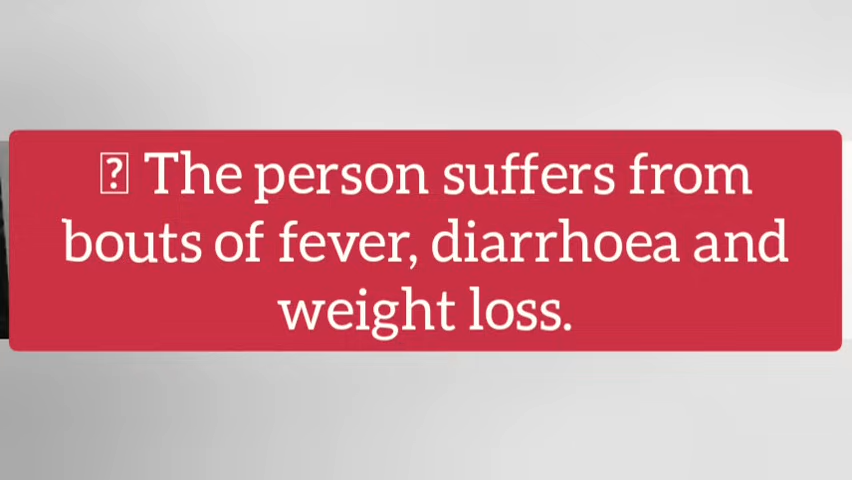 The person suffers from
bouts of fever, diarrhoea and
weight loss.